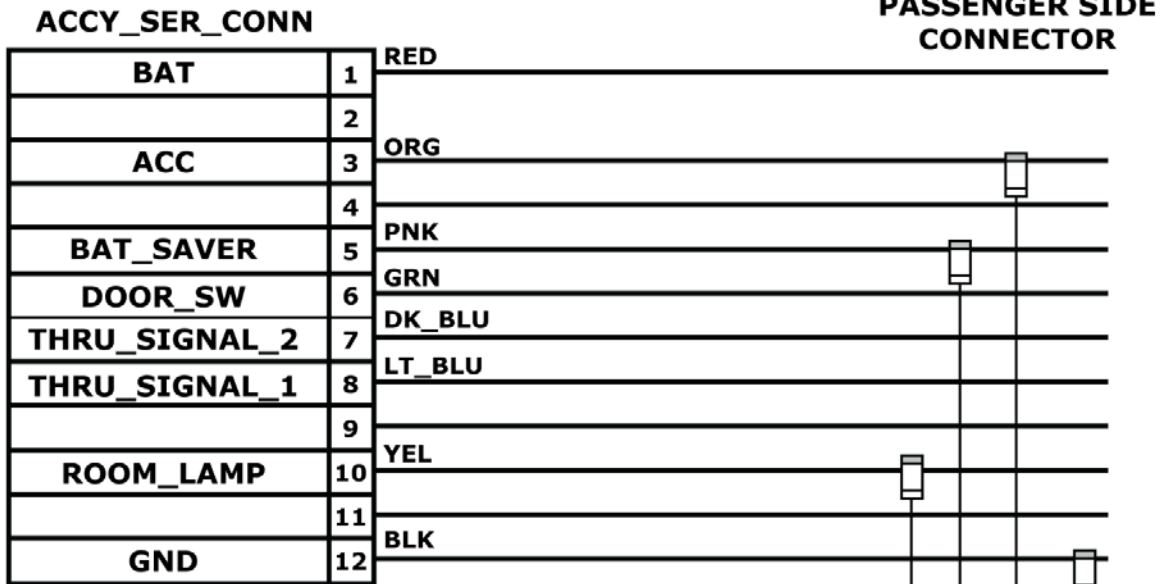 ACCY_SER_CONN
PASSENGER SIDE
CONNECTOR
BAT 1 RED
2
ACC 3 ORG
4
BAT_SAVER 5 PNK
DOOR_SW 6 GRN
THRU_SIGNAL_2 7 DK_BLU
THRU_SIGNAL_1 8 LT_BLU
9
ROOM_LAMP 10 YEL
11
GND 12 BLK